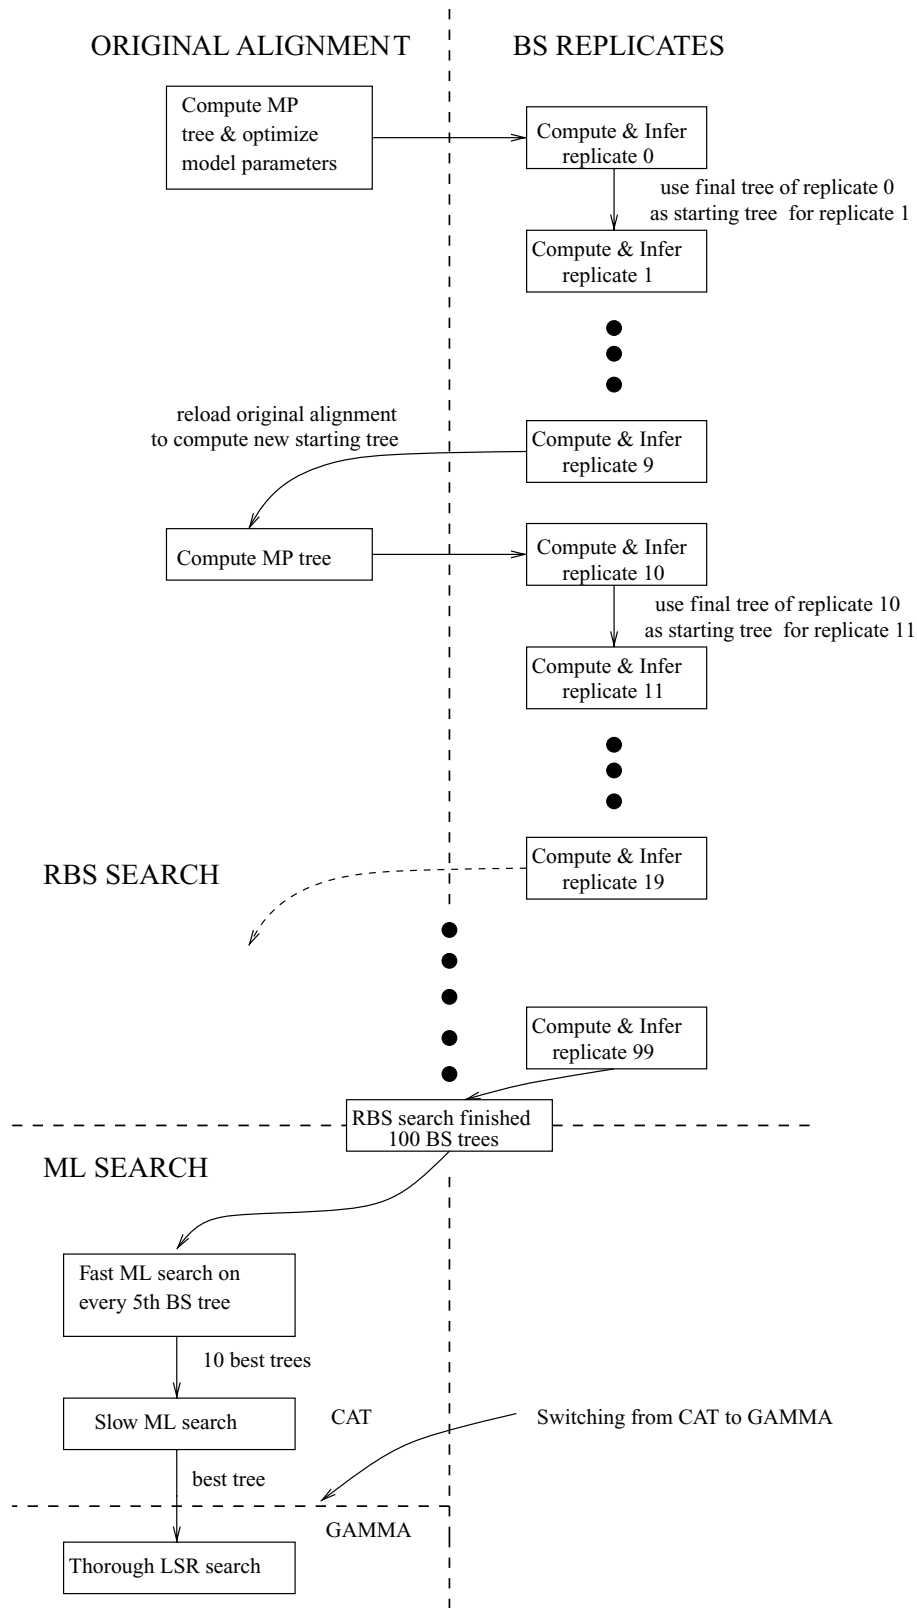 ORIGINAL ALIGNMENT
BS REPLICATES
Compute MP
tree & optimize
model parameters
Compute & Infer
replicate 0
use final tree of replicate 0
as starting tree for replicate 1
Compute & Infer
replicate 1
reload original alignment
to compute new starting tree
Compute & Infer
replicate 9
Compute MP tree
Compute & Infer
replicate 10
use final tree of replicate 10
as starting tree for replicate 11
Compute & Infer
replicate 11
RBS SEARCH
Compute & Infer
replicate 19
Compute & Infer
replicate 99
RBS search finished
100 BS trees
ML SEARCH
Fast ML search on
every 5th BS tree
10 best trees
Slow ML search
CAT
Switching from CAT to GAMMA
best tree
GAMMA
Thorough LSR search